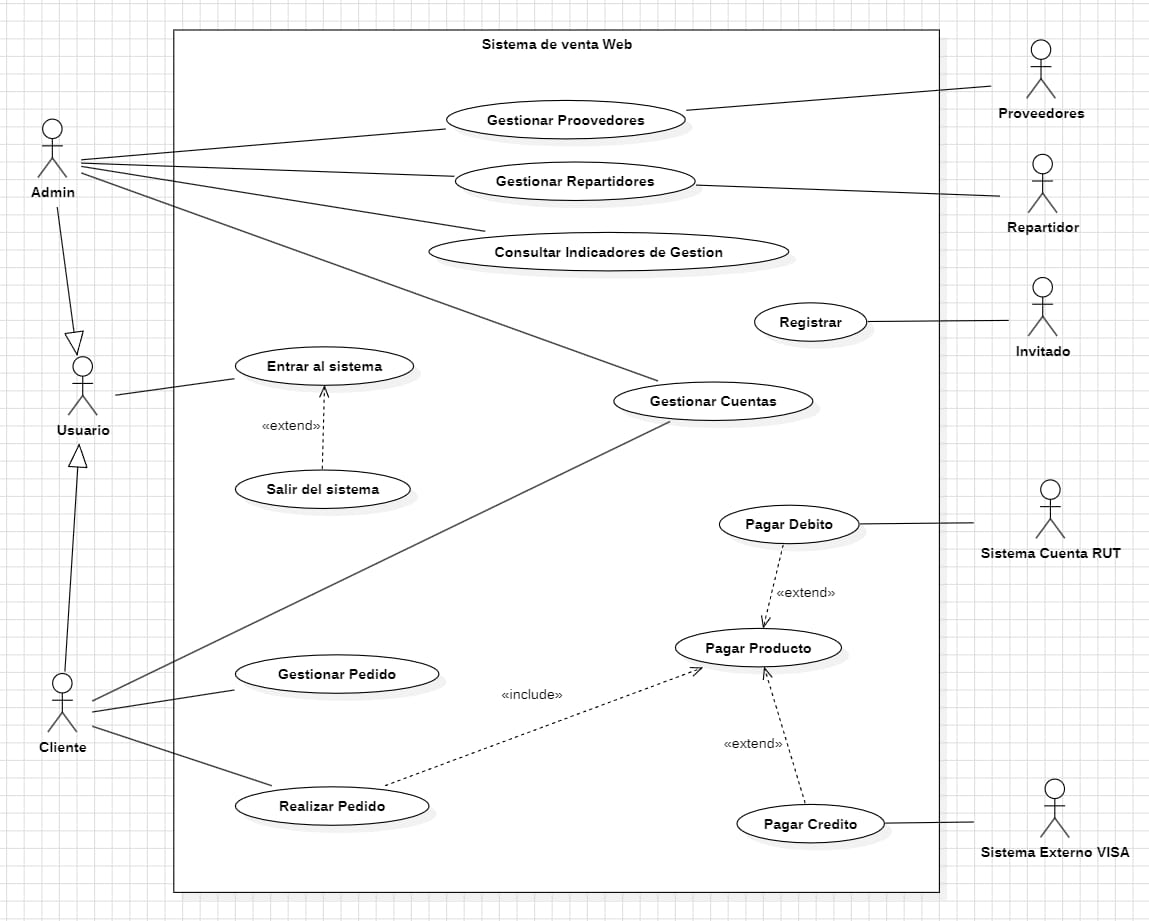 Sistema de venta Web
Proveedores
Gestionar Proovedores
Admin
Gestionar Repartidores
Repartidor
Consultar Indicadores de Gestion
Registrar
Invitado
Entrar al sistema
Gestionar Cuentas
«extend»
Usuario
Salir del sistema
Pagar Debito
Sistema Cuenta RUT
«extend»
Pagar Producto
Gestionar Pedido
«include»
Cliente
«extend»
Realizar Pedido
Pagar Credito
Sistema Externo VISA